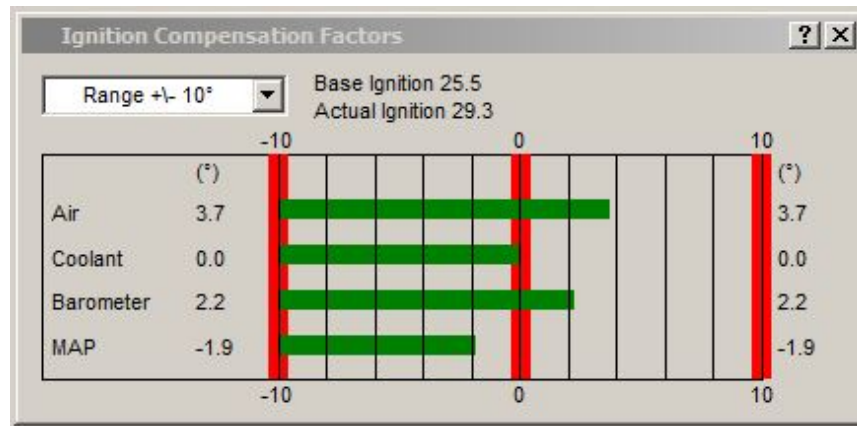 Ignition Compensation Factors
Range +\- 10°
Base Ignition 25.5
Actual Ignition 29.3
-10 0 10
(°) (°)
Air 3.7 3.7
Coolant 0.0 0.0
Barometer 2.2 2.2
MAP -1.9 -1.9
-10 0 10